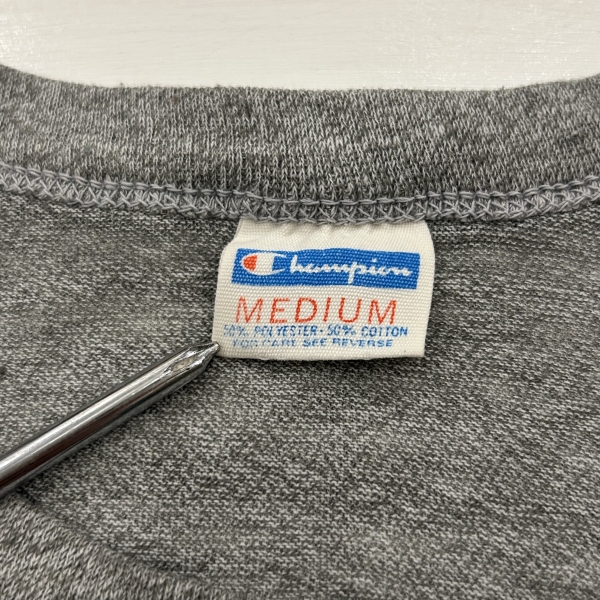 Champion
MEDIUM
50% POLYESTER · 50% COTTON
FOR CARE SEE REVERSE